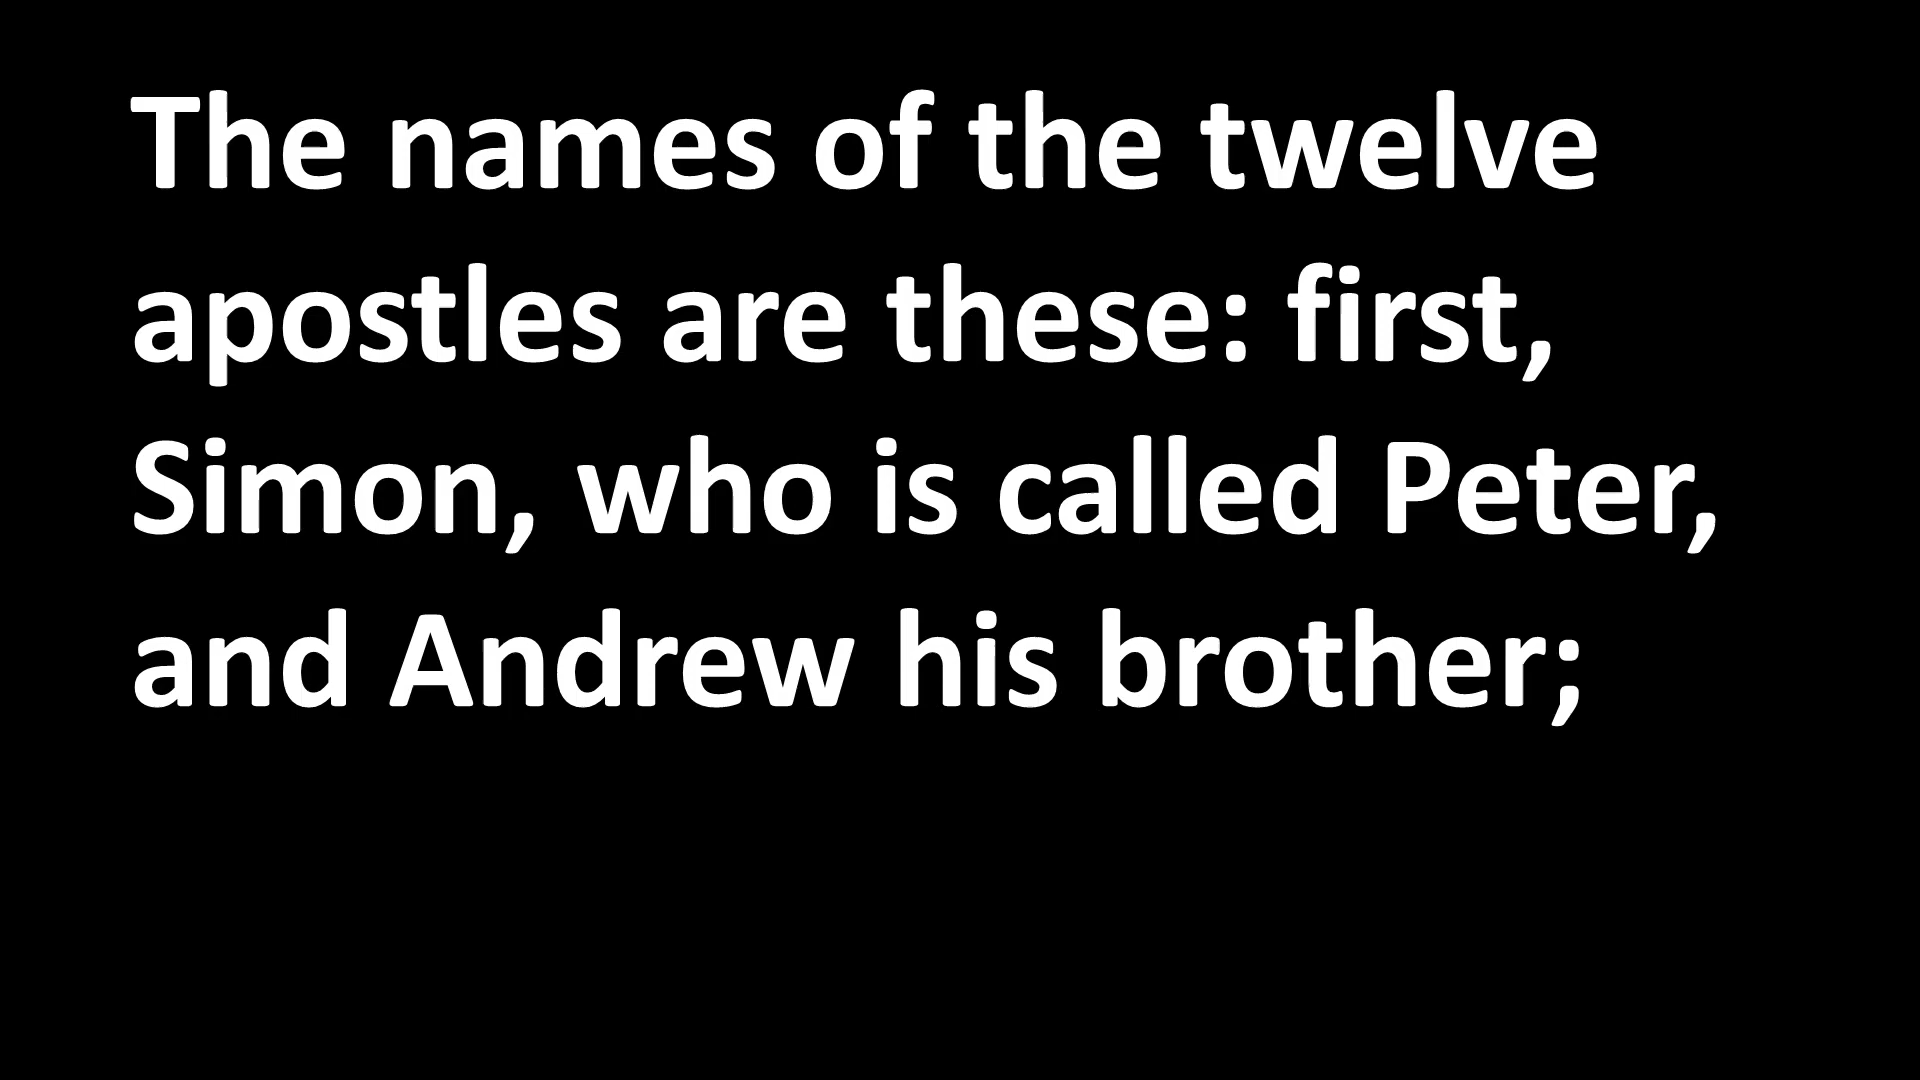 The names of the twelve
apostles are these: first,
Simon, who is called Peter,
and Andrew his brother;